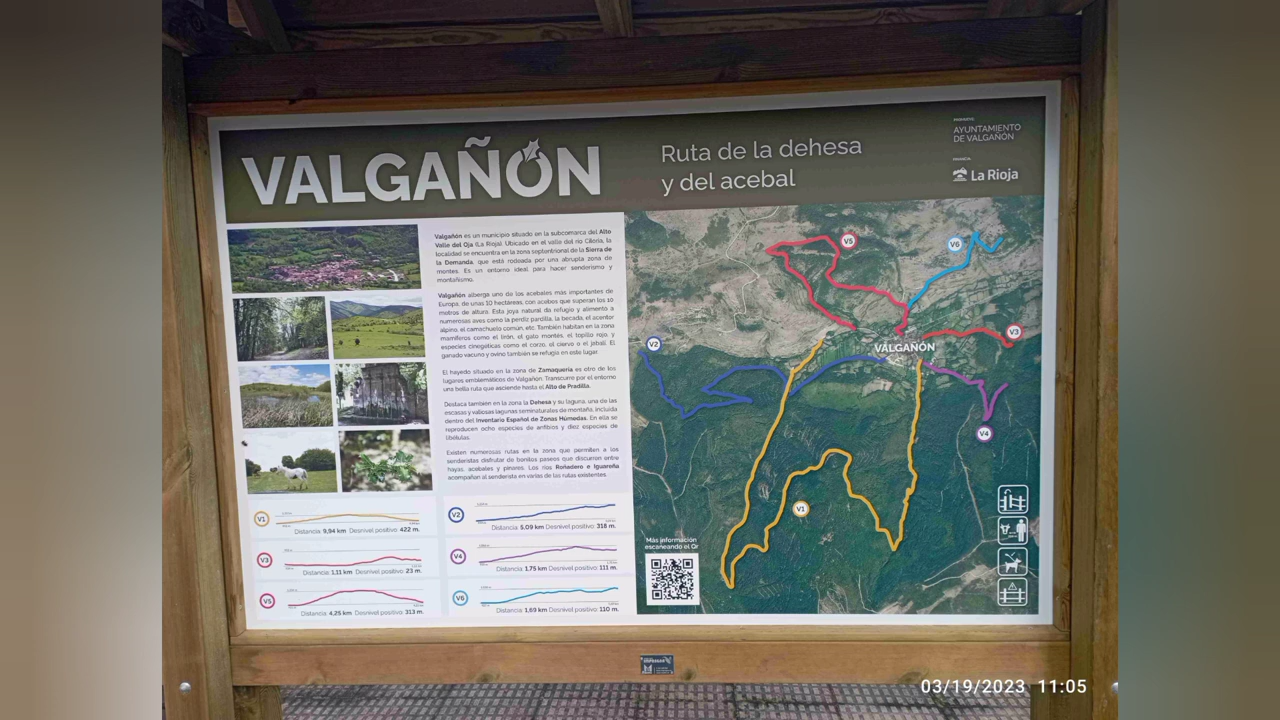 VALGAÑÓN
Ruta de la dehesa
y del acebal
PROMUEVE:
AYUNTAMIENTO
DE VALGAÑÓN
FINANCIA:
La Rioja
Valgañón es un municipio situado en la subcomarca del Alto
Valle del Oja (La Rioja). Ubicado en el valle del río Ciloria, la
localidad se encuentra en la zona septentrional de la Sierra de
la Demanda, que está rodeada por una abrupta zona de
montes. Es un entorno ideal para hacer senderismo y
montañismo.
Valgañón alberga uno de los acebales más importantes de
Europa, de unas 10 hectáreas, con acebos que superan los 10
metros de altura. Esta joya natural da refugio y alimento a
numerosas aves como la perdiz pardilla, la becada, el acentor
alpino, el camachuelo común, etc. También habitan en la zona
mamíferos como el lirón, el gato montés, el topillo rojo, y
especies cinegéticas como el corzo, el ciervo o el jabalí. El
ganado vacuno y ovino también se refugia en este lugar.
El hayedo situado en la zona de Zamaquería es otro de los
lugares emblemáticos de Valgañón. Transcurre por el entorno
una bella ruta que asciende hasta el Alto de Pradilla.
Destaca también en la zona la Dehesa y su laguna, una de las
escasas y valiosas lagunas seminaturales de montaña, incluida
dentro del Inventario Español de Zonas Húmedas. En ella se
reproducen ocho especies de anfibios y diez especies de
libélulas.
Existen numerosas rutas en la zona que permiten a los
senderistas disfrutar de bonitos paseos que discurren entre
hayas, acebales y pinares. Los ríos Reñadero e Iguareña
acompañan al senderista en varias de las rutas existentes.
V1
Distancia: 9,94 km Desnivel positivo: 422 m.
V2
Distancia: 5,09 km Desnivel positivo: 318 m.
V3
Distancia: 1,11 km Desnivel positivo: 23 m.
V4
Distancia: 1,75 km Desnivel positivo: 111 m.
V5
Distancia: 4,25 km Desnivel positivo: 313 m.
V6
Distancia: 1,69 km Desnivel positivo: 110 m.
V5
V6
V3
V2
VALGAÑÓN
V4
V1
Más información
escaneando el Qr
03/19/2023 11:05